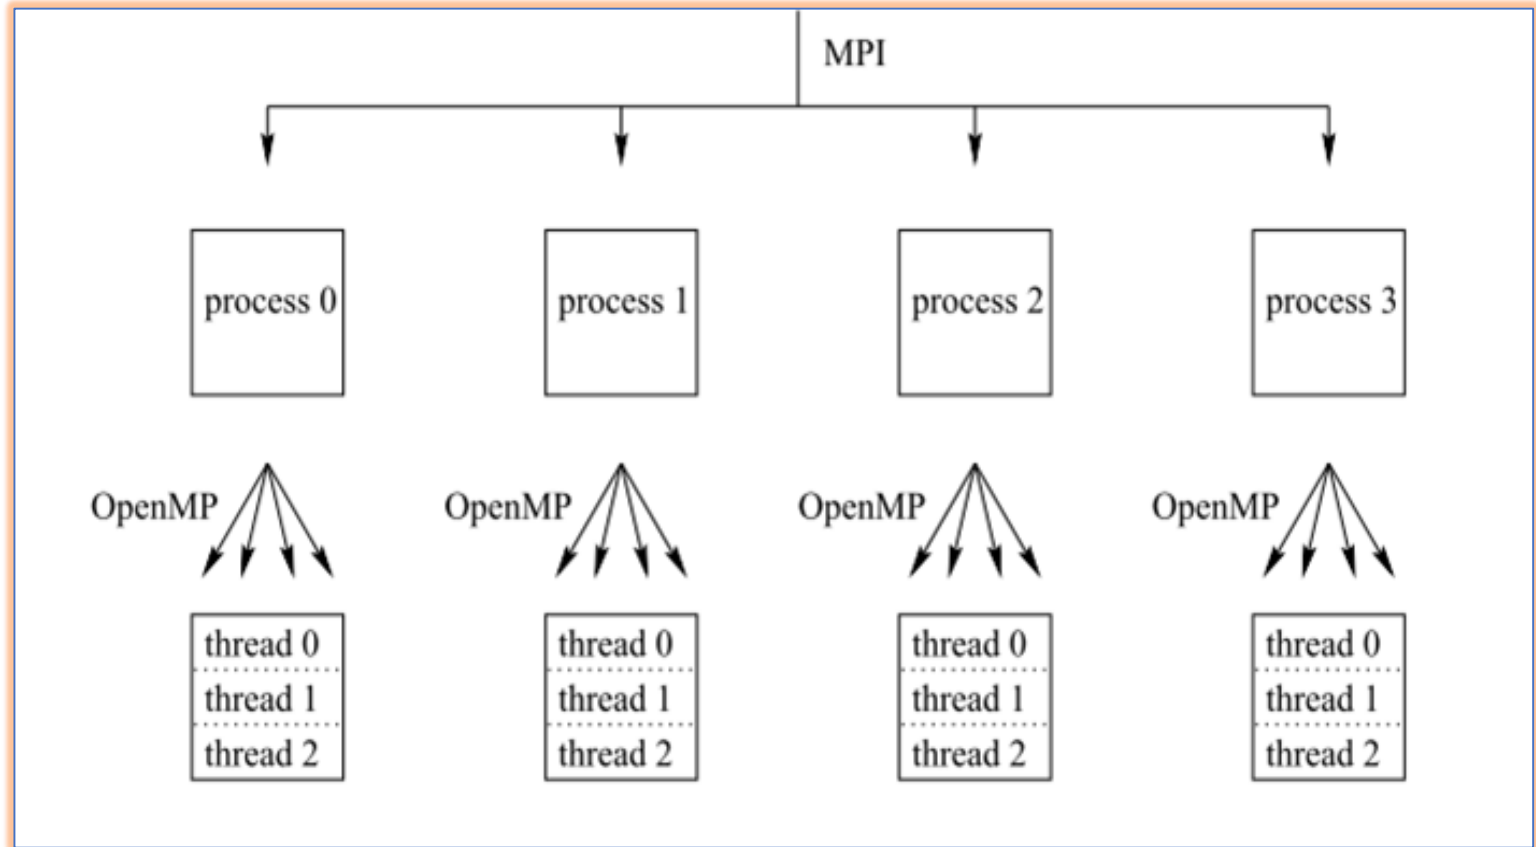 MPI
process 0
process 1
process 2
process 3
OpenMP
OpenMP
OpenMP
OpenMP
thread 0
thread 1
thread 2
thread 0
thread 1
thread 2
thread 0
thread 1
thread 2
thread 0
thread 1
thread 2